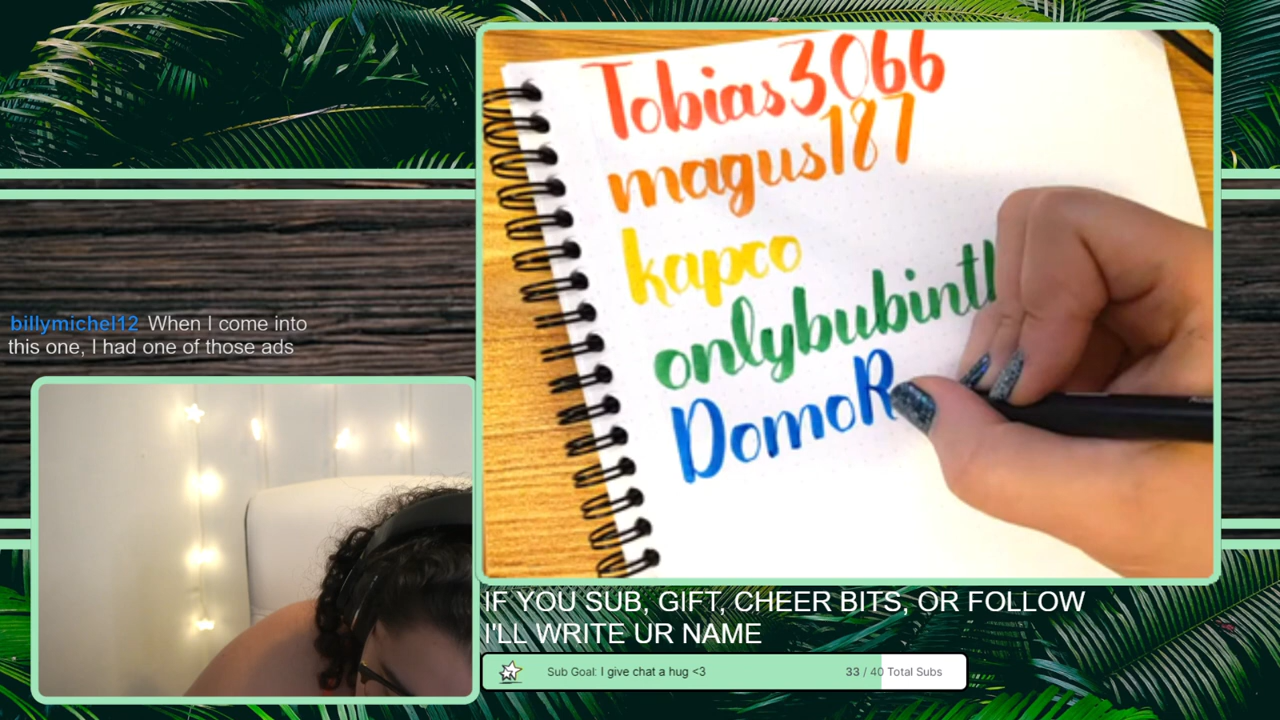 Tobias3066
magus187
kapco
onlybubint
DomoR
billymichel12 When I come into
this one, I had one of those ads
IF YOU SUB, GIFT, CHEER BITS, OR FOLLOW
I'LL WRITE UR NAME
Sub Goal: I give chat a hug <3 33 / 40 Total Subs